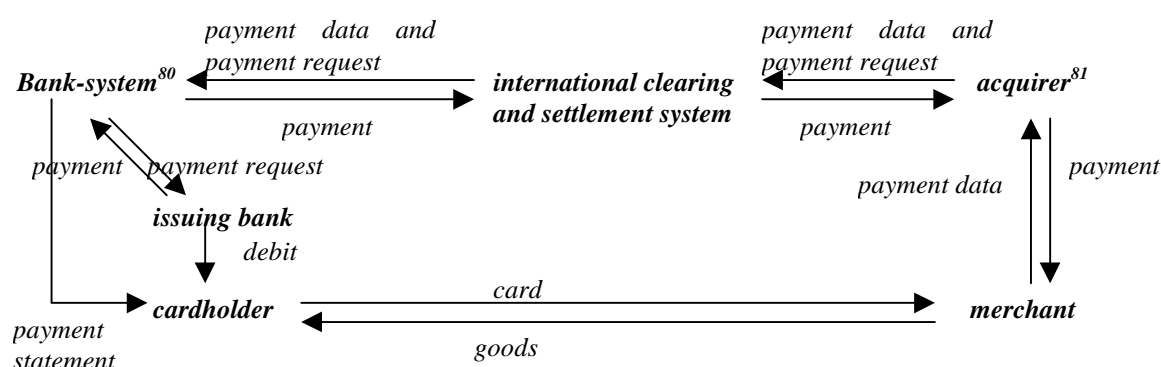 payment data and
payment request
payment data and
payment request
Bank-system80
international clearing
and settlement system
acquirer81
payment
payment
payment
payment request
payment data
payment
issuing bank
debit
cardholder
card
merchant
payment
statement
goods